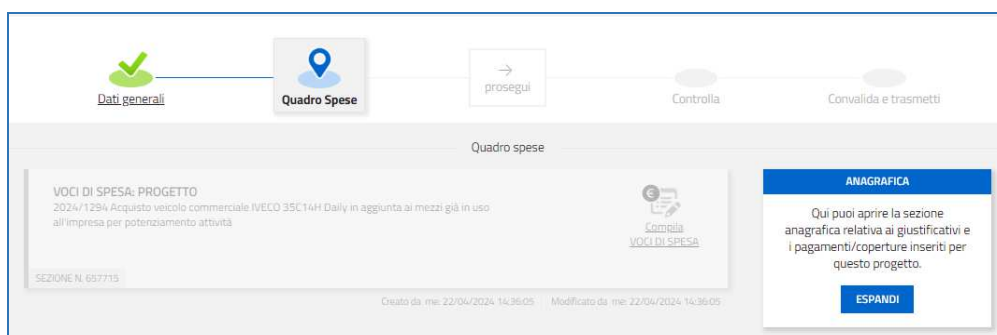 Dati generali
Quadro Spese
→
prosegui
Controlla
Convalida e trasmetti
Quadro spese
VOCI DI SPESA: PROGETTO
2024/1294 Acquisto veicolo commerciale IVECO 35C14H Daily in aggiunta ai mezzi già in uso
all'impresa per potenziamento attività
Compila
VOCI DI SPESA
SEZIONE N. 657715
Creato da me: 22/04/2024 14:36:05 Modificato da me: 22/04/2024 14:36:05
ANAGRAFICA
Qui puoi aprire la sezione
anagrafica relativa ai giustificativi e
i pagamenti/coperture inseriti per
questo progetto.
ESPANDI